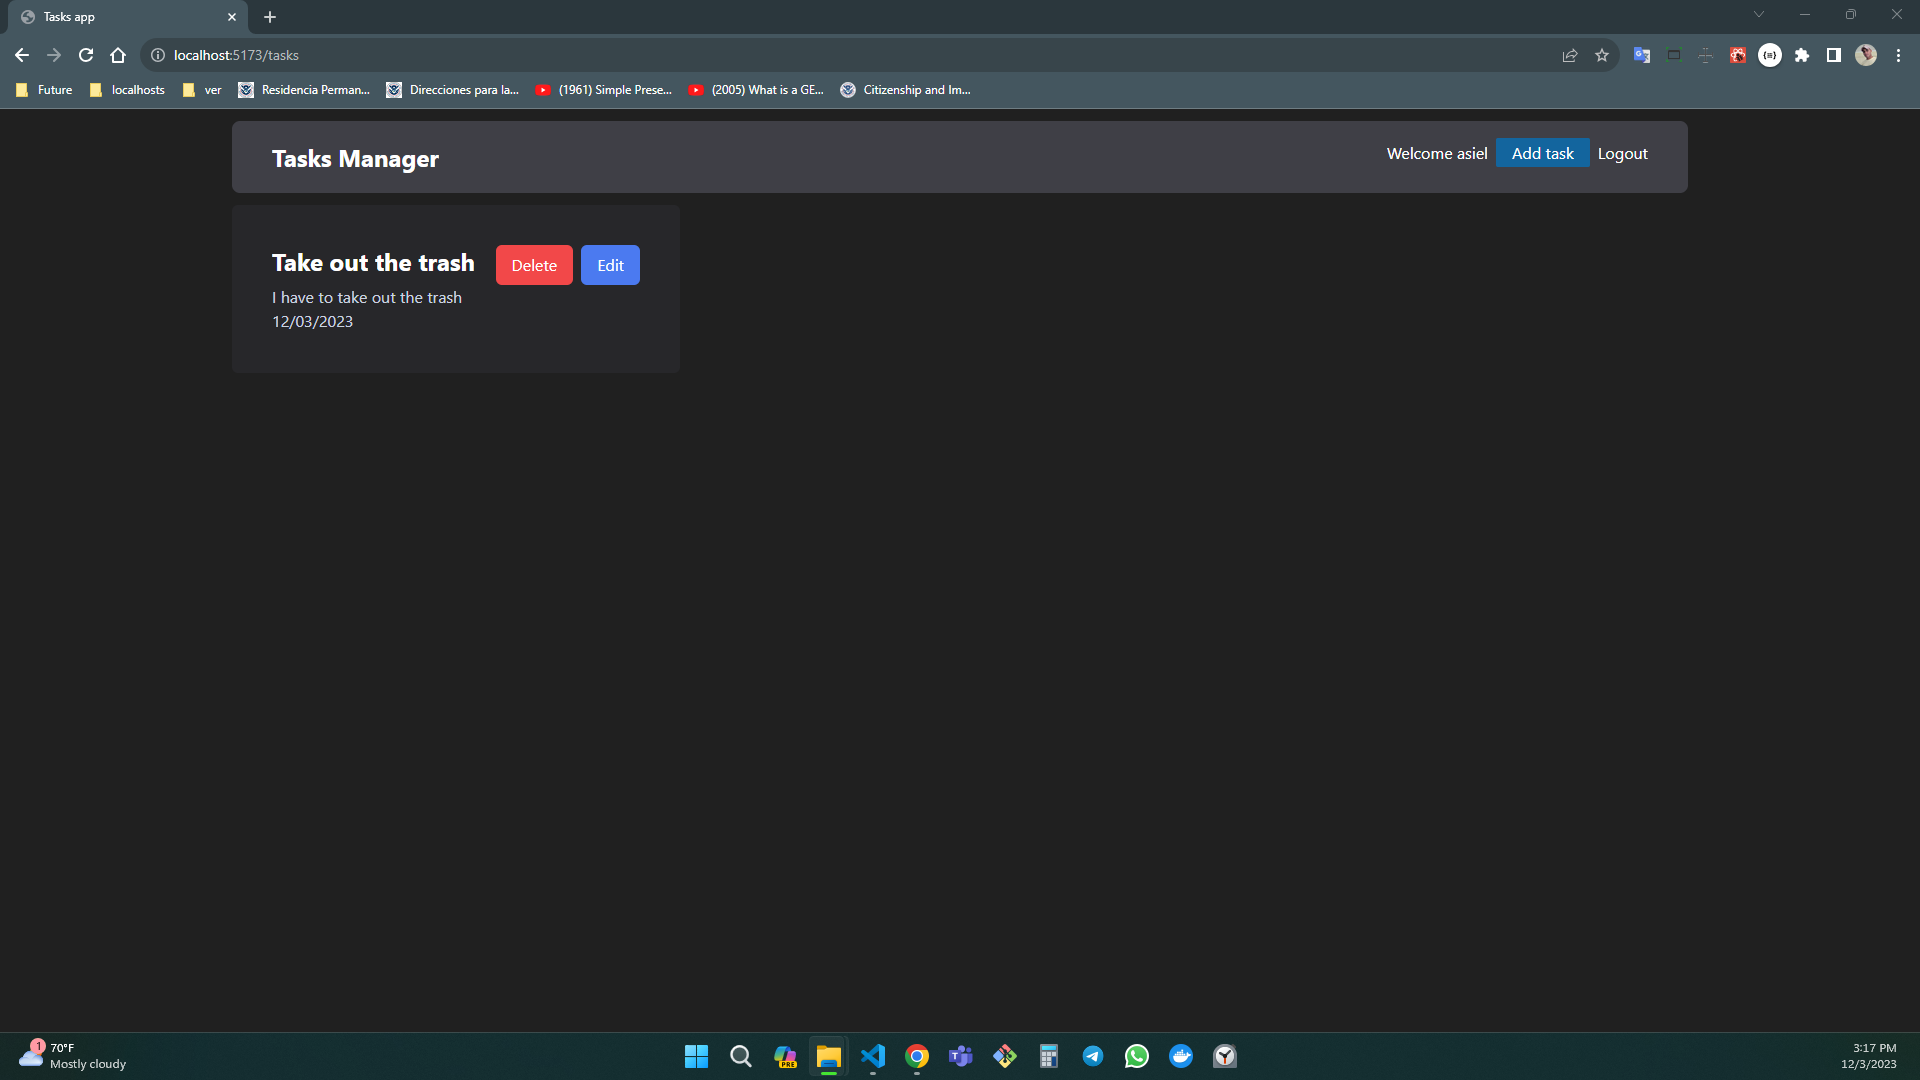 Tasks app
localhost:5173/tasks
Future
localhosts
ver
Residencia Perman...
Direcciones para la...
(1961) Simple Prese...
(2005) What is a GE...
Citizenship and Im...
Tasks Manager
Welcome asiel
Add task
Logout
Take out the trash
Delete
Edit
I have to take out the trash
12/03/2023
1
70°F
Mostly cloudy
PRE
3:17 PM
12/3/2023